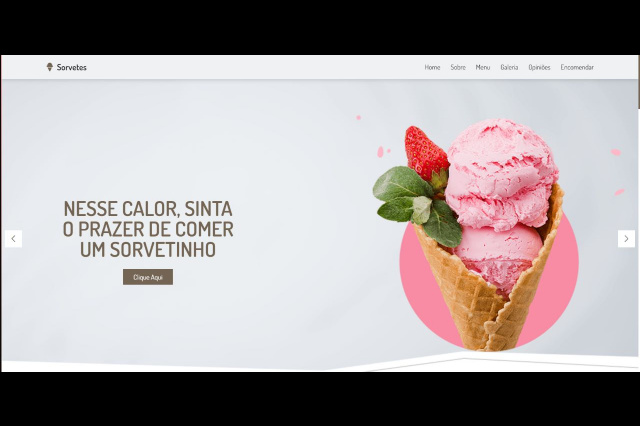 Sorvetes
Home Sobre Menu Galeria Opiniões Encomendar
NESSE CALOR, SINTA
O PRAZER DE COMER
UM SORVETINHO
Clique Aqui